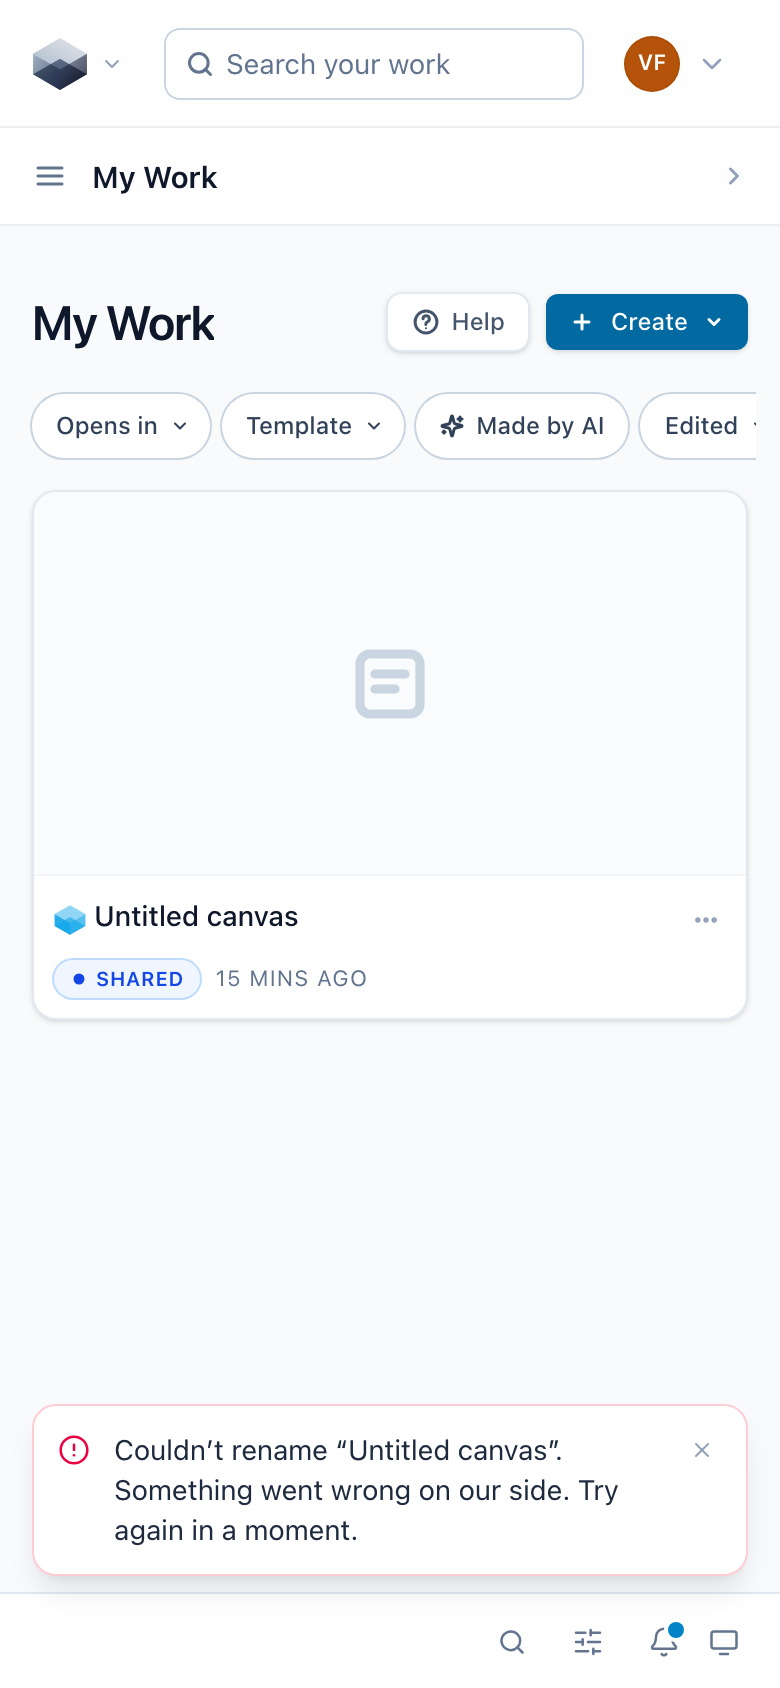 Search your work
VF
My Work
My Work
Help
Create
Opens in
Template
Made by AI
Edited
Untitled canvas
SHARED
15 MINS AGO
Couldn’t rename “Untitled canvas”.
Something went wrong on our side. Try
again in a moment.